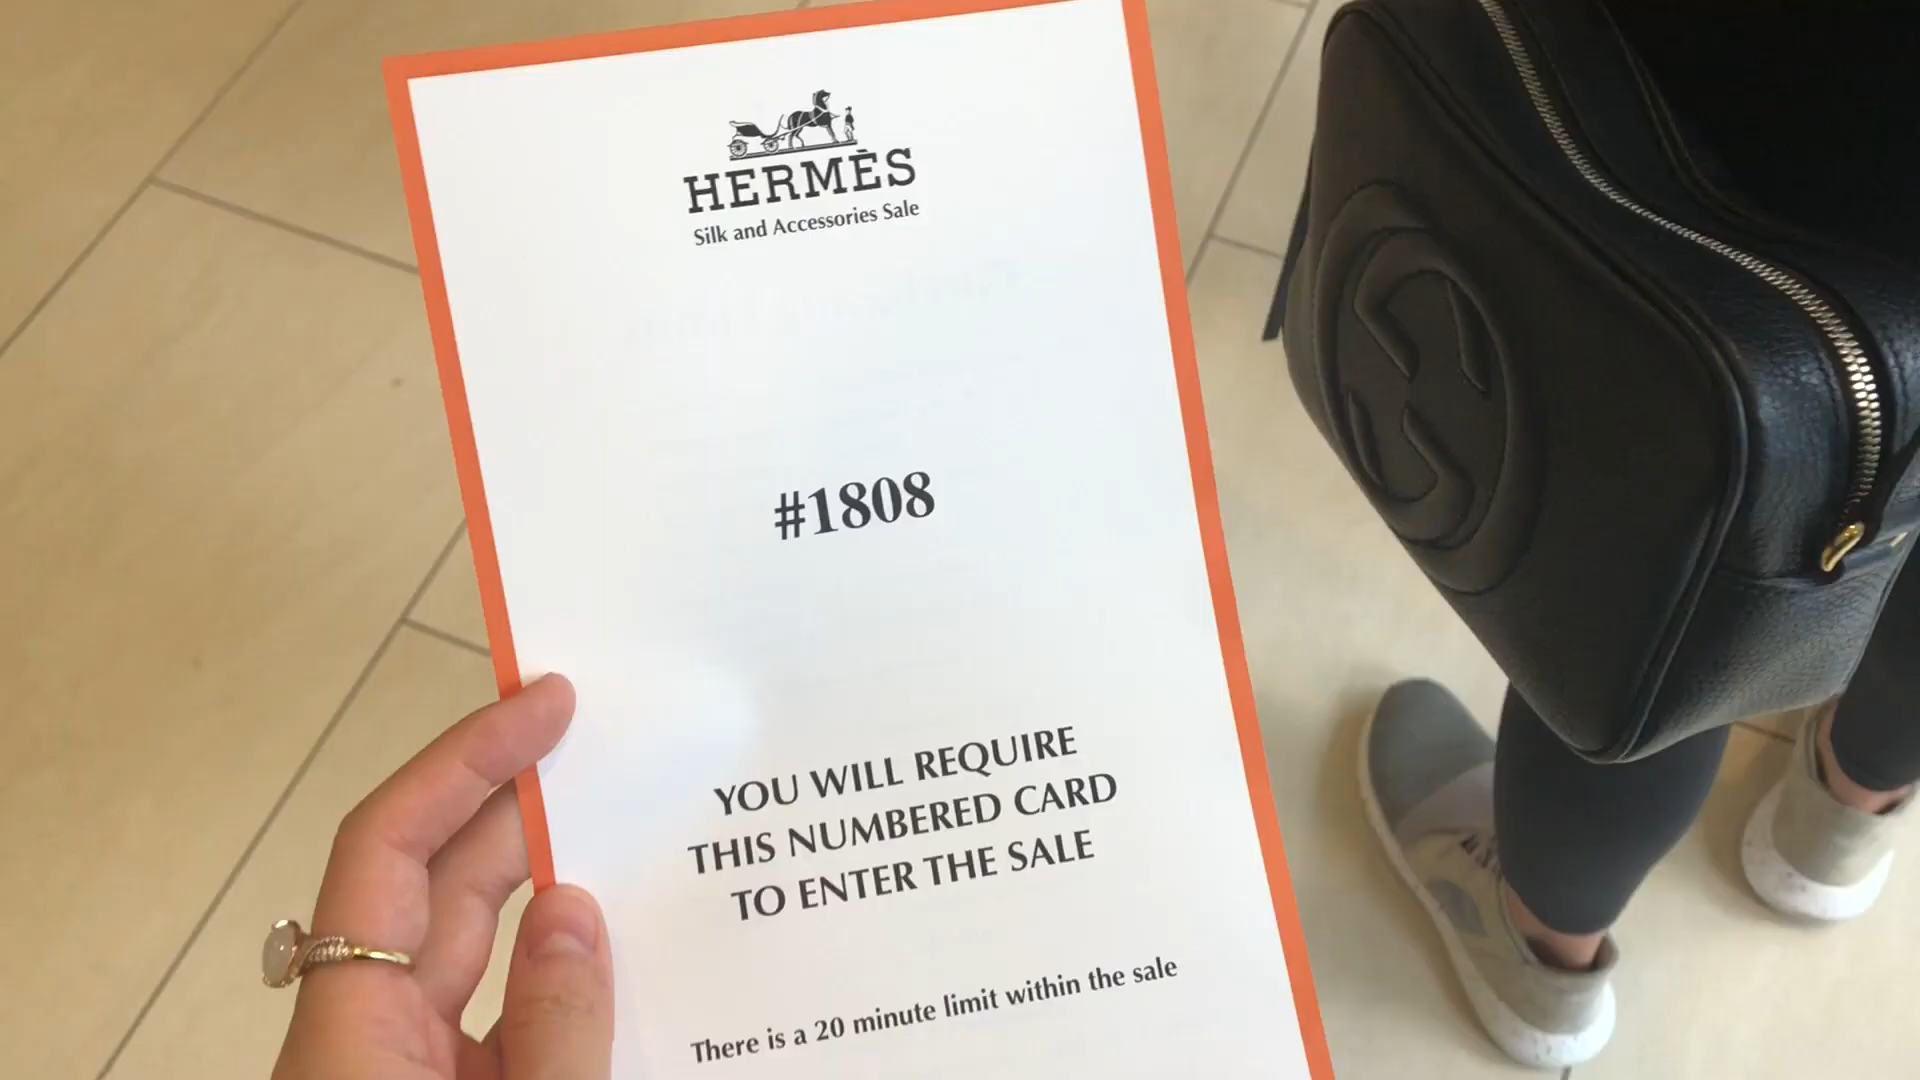 HERMÈS
Silk and Accessories Sale
#1808
YOU WILL REQUIRE
THIS NUMBERED CARD
TO ENTER THE SALE
There is a 20 minute limit within the sale